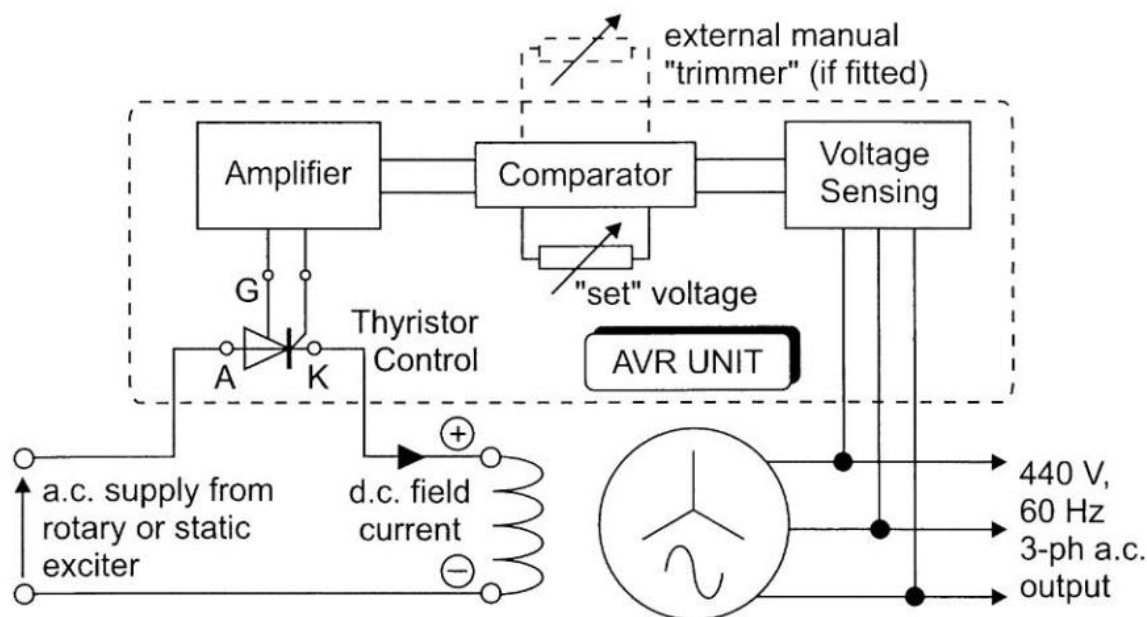 external manual
"trimmer" (if fitted)
Amplifier
Comparator
Voltage
Sensing
G
"set" voltage
Thyristor
Control
A
K
AVR UNIT
+
a.c. supply from
rotary or static
exciter
d.c. field
current
−
440 V,
60 Hz
3-ph a.c.
output